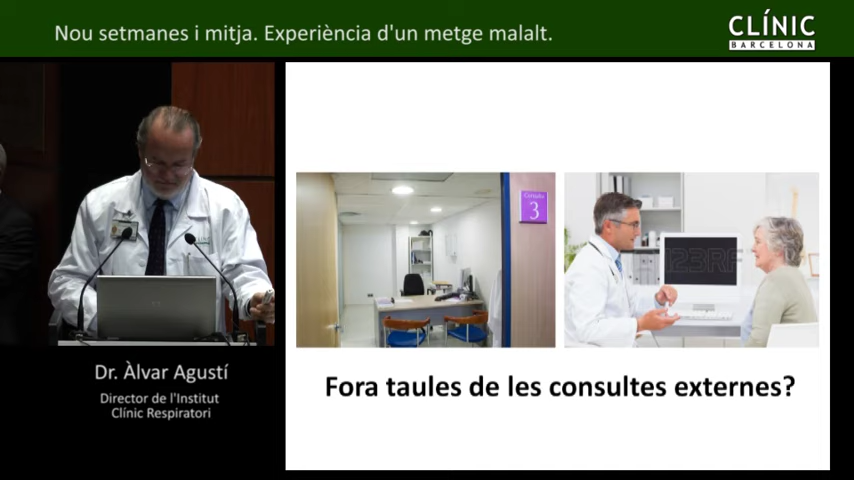 Nou setmanes i mitja. Experiència d'un metge malalt.
CLÍNIC
BARCELONA
3
123RF
Dr. Àlvar Agustí
Director de l'Institut
Clínic Respiratori
Fora taules de les consultes externes?